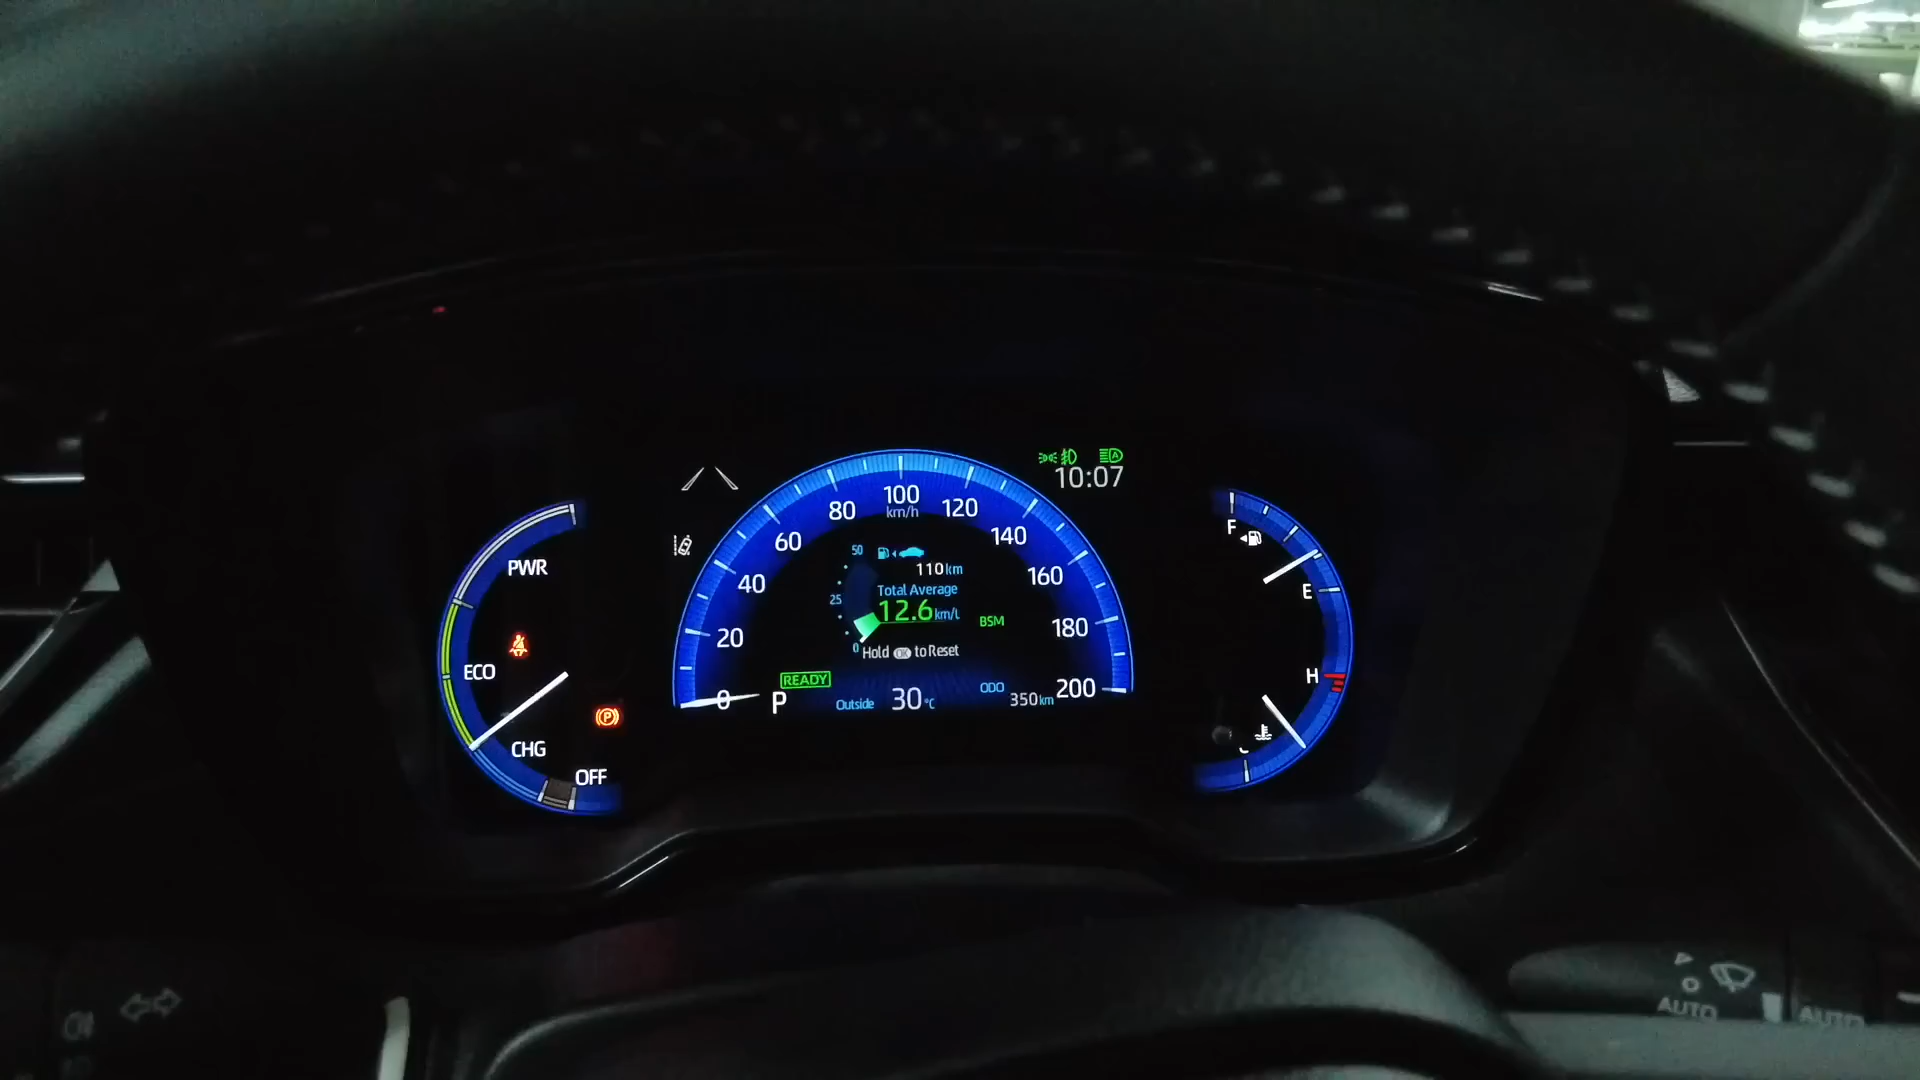 10:07
100
km/h
80
120
60
140
40
160
20
180
0
200
50
25
0
110 km
Total Average
12.6 km/L
BSM
Hold OK to Reset
READY
P
Outside 30 °C
ODO 350 km
PWR
ECO
CHG
OFF
P
A
F
E
H
AUTO
AUTO